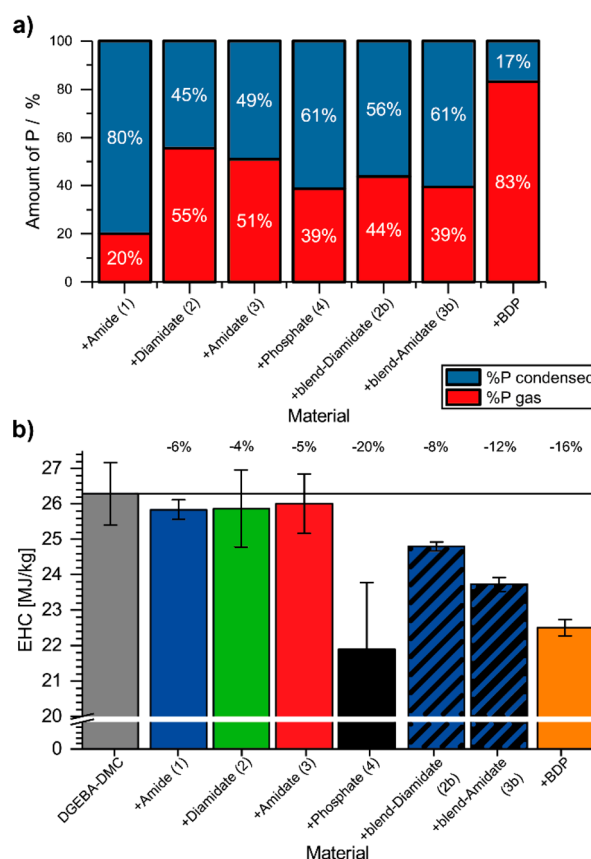 a)
Amount of P / %
100
80
60
40
20
0
80%
20%
45%
55%
49%
51%
61%
39%
56%
44%
61%
39%
17%
83%
+Amide (1)
+Diamidate (2)
+Amidate (3)
+Phosphate (4)
+blend-Diamidate (2b)
+blend-Amidate (3b)
+BDP
%P condensed
%P gas
Material
b)
-6%
-4%
-5%
-20%
-8%
-12%
-16%
EHC [MJ/kg]
27
26
25
24
23
22
21
20
0
DGEBA-DMC
+Amide (1)
+Diamidate (2)
+Amidate (3)
+Phosphate (4)
+blend-Diamidate
(2b)
+blend-Amidate
(3b)
+BDP
Material